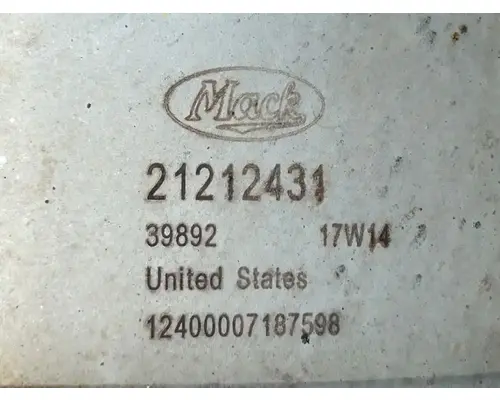 Mack
21212431
39892 17W14
United States
12400007187598